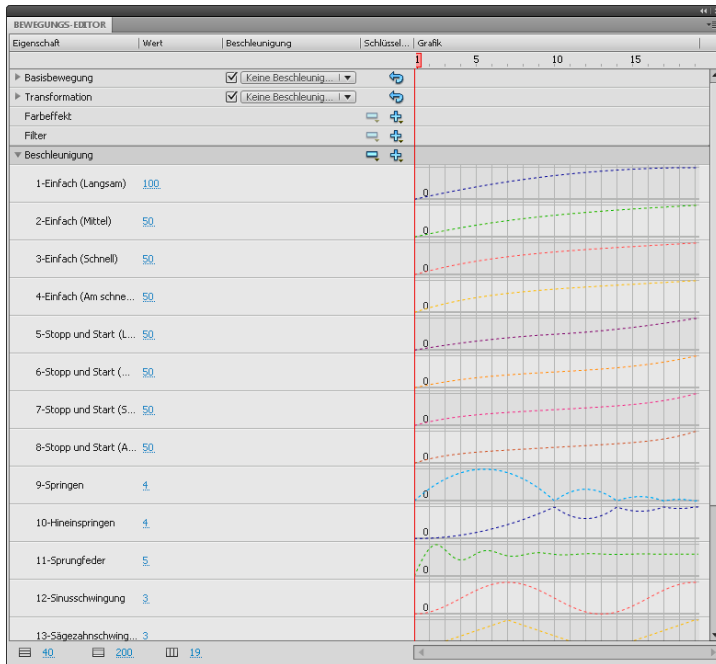 BEWEGUNGS-EDITOR
Eigenschaft Wert Beschleunigung Schlüssel... Grafik
1 5 10 15
Basisbewegung Keine Beschleunig...
Transformation Keine Beschleunig...
Farbeffekt
Filter
Beschleunigung
1-Einfach (Langsam) 100 0
2-Einfach (Mittel) 50 0
3-Einfach (Schnell) 50 0
4-Einfach (Am schne... 50 0
5-Stopp und Start (L... 50 0
6-Stopp und Start (... 50 0
7-Stopp und Start (S... 50 0
8-Stopp und Start (A... 50 0
9-Springen 4 0
10-Hineinspringen 4 0
11-Sprungfeder 5 0
12-Sinusschwingung 3 0
13-Sägezahnschwing... 3
40 200 19